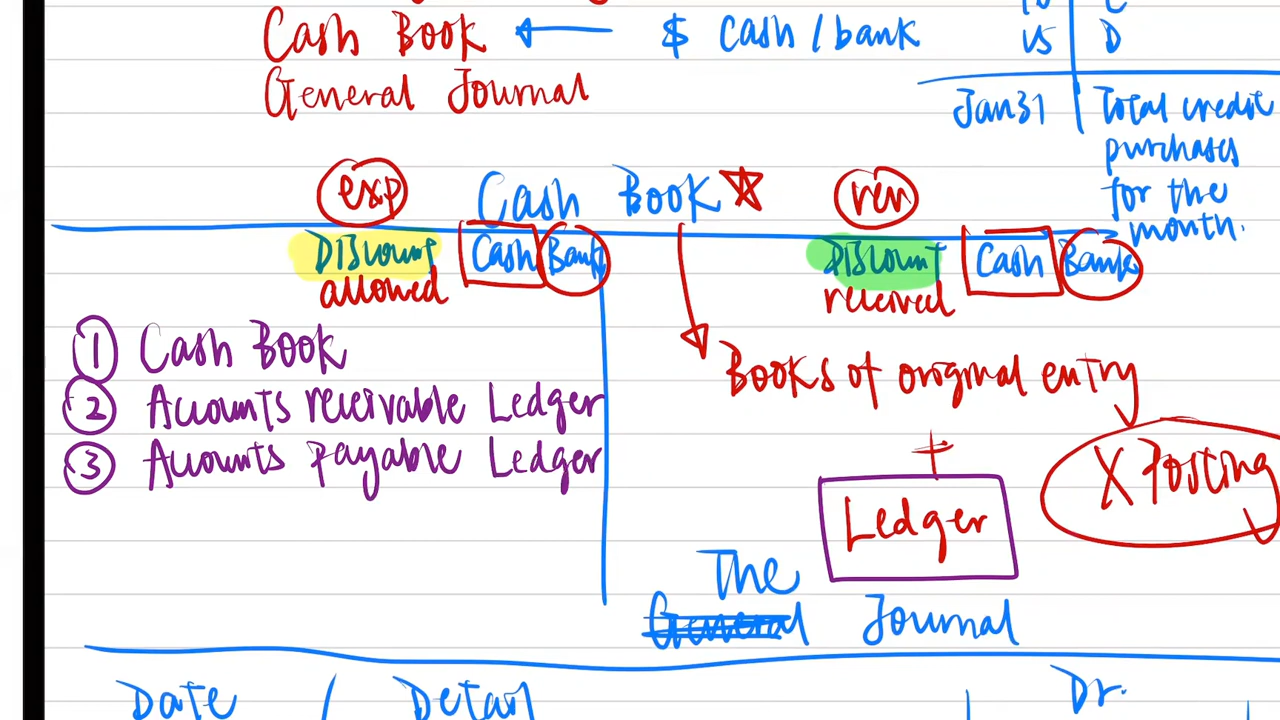 Cash Book ← $ Cash / bank
15 D
General Journal
Jan 31 Total credit
purchases
for the
month.
exp Cash Book rev
Discount Cash Bank Discount Cash Bank
allowed received
① Cash Book
Books of original entry
② Accounts receivable Ledger
③ Accounts payable Ledger
+
X Posting
Ledger
The
General Journal
Date Detail Dr.